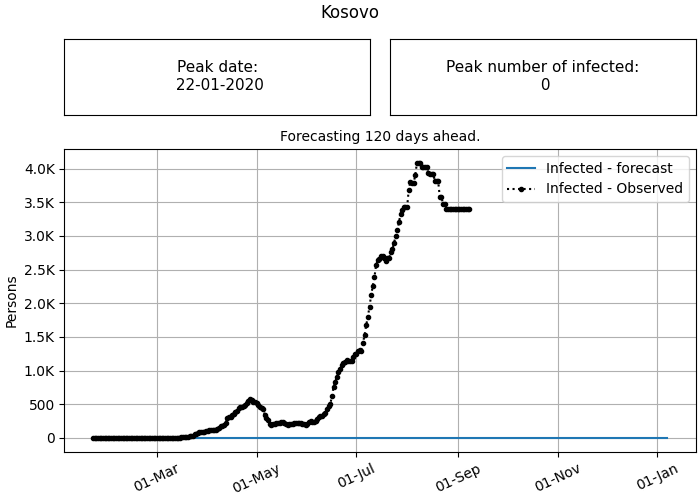 Kosovo
Peak date:
22-01-2020
Peak number of infected:
0
Forecasting 120 days ahead.
Infected - forecast
Infected - Observed
4.0K
3.5K
3.0K
2.5K
2.0K
1.5K
1.0K
500
0
Persons
01-Mar
01-May
01-Jul
01-Sep
01-Nov
01-Jan